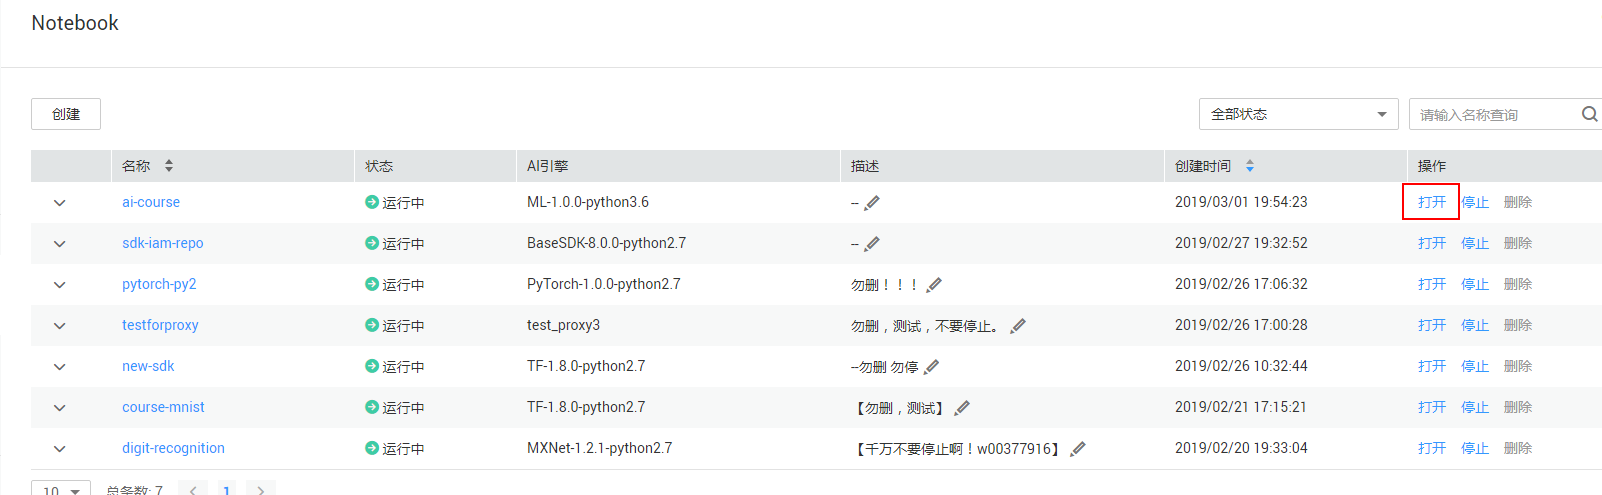 Notebook
创建
全部状态
请输入名称查询
名称 状态 AI引擎 描述 创建时间 操作
ai-course 运行中 ML-1.0.0-python3.6 -- 2019/03/01 19:54:23 打开 停止 删除
sdk-iam-repo 运行中 BaseSDK-8.0.0-python2.7 -- 2019/02/27 19:32:52 打开 停止 删除
pytorch-py2 运行中 PyTorch-1.0.0-python2.7 勿删！！！ 2019/02/26 17:06:32 打开 停止 删除
testforproxy 运行中 test_proxy3 勿删，测试，不要停止。 2019/02/26 17:00:28 打开 停止 删除
new-sdk 运行中 TF-1.8.0-python2.7 --勿删 勿停 2019/02/26 10:32:44 打开 停止 删除
course-mnist 运行中 TF-1.8.0-python2.7 【勿删，测试】 2019/02/21 17:15:21 打开 停止 删除
digit-recognition 运行中 MXNet-1.2.1-python2.7 【千万不要停止啊！w00377916】 2019/02/20 19:33:04 打开 停止 删除
10 总条数: 7 < 1 >